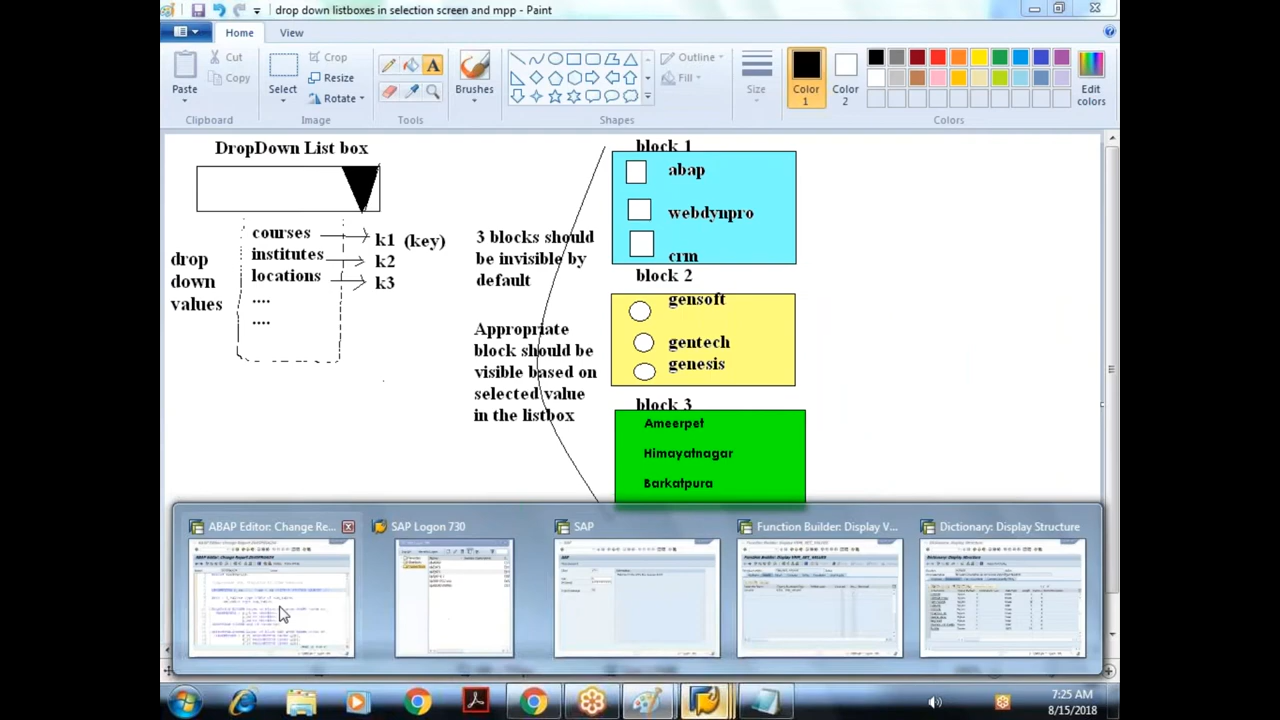 drop down listboxes in selection screen and mpp - Paint
Home
View
Paste
Cut
Copy
Clipboard
Select
Crop
Resize
Rotate
Image
A
Tools
Brushes
Outline
Fill
Shapes
Size
Color 1
Color 2
Edit colors
Colors
DropDown List box
drop down values
courses
institutes
locations
....
....
k1 (key)
k2
k3
3 blocks should
be invisible by
default
Appropriate
block should be
visible based on
selected value
in the listbox
block 1
abap
webdynpro
crm
block 2
gensoft
gentech
genesis
block 3
Ameerpet
Himayatnagar
Barkatpura
ABAP Editor: Change Re...
SAP Logon 730
SAP
Function Builder: Display V...
Dictionary: Display Structure
7:25 AM
8/15/2018